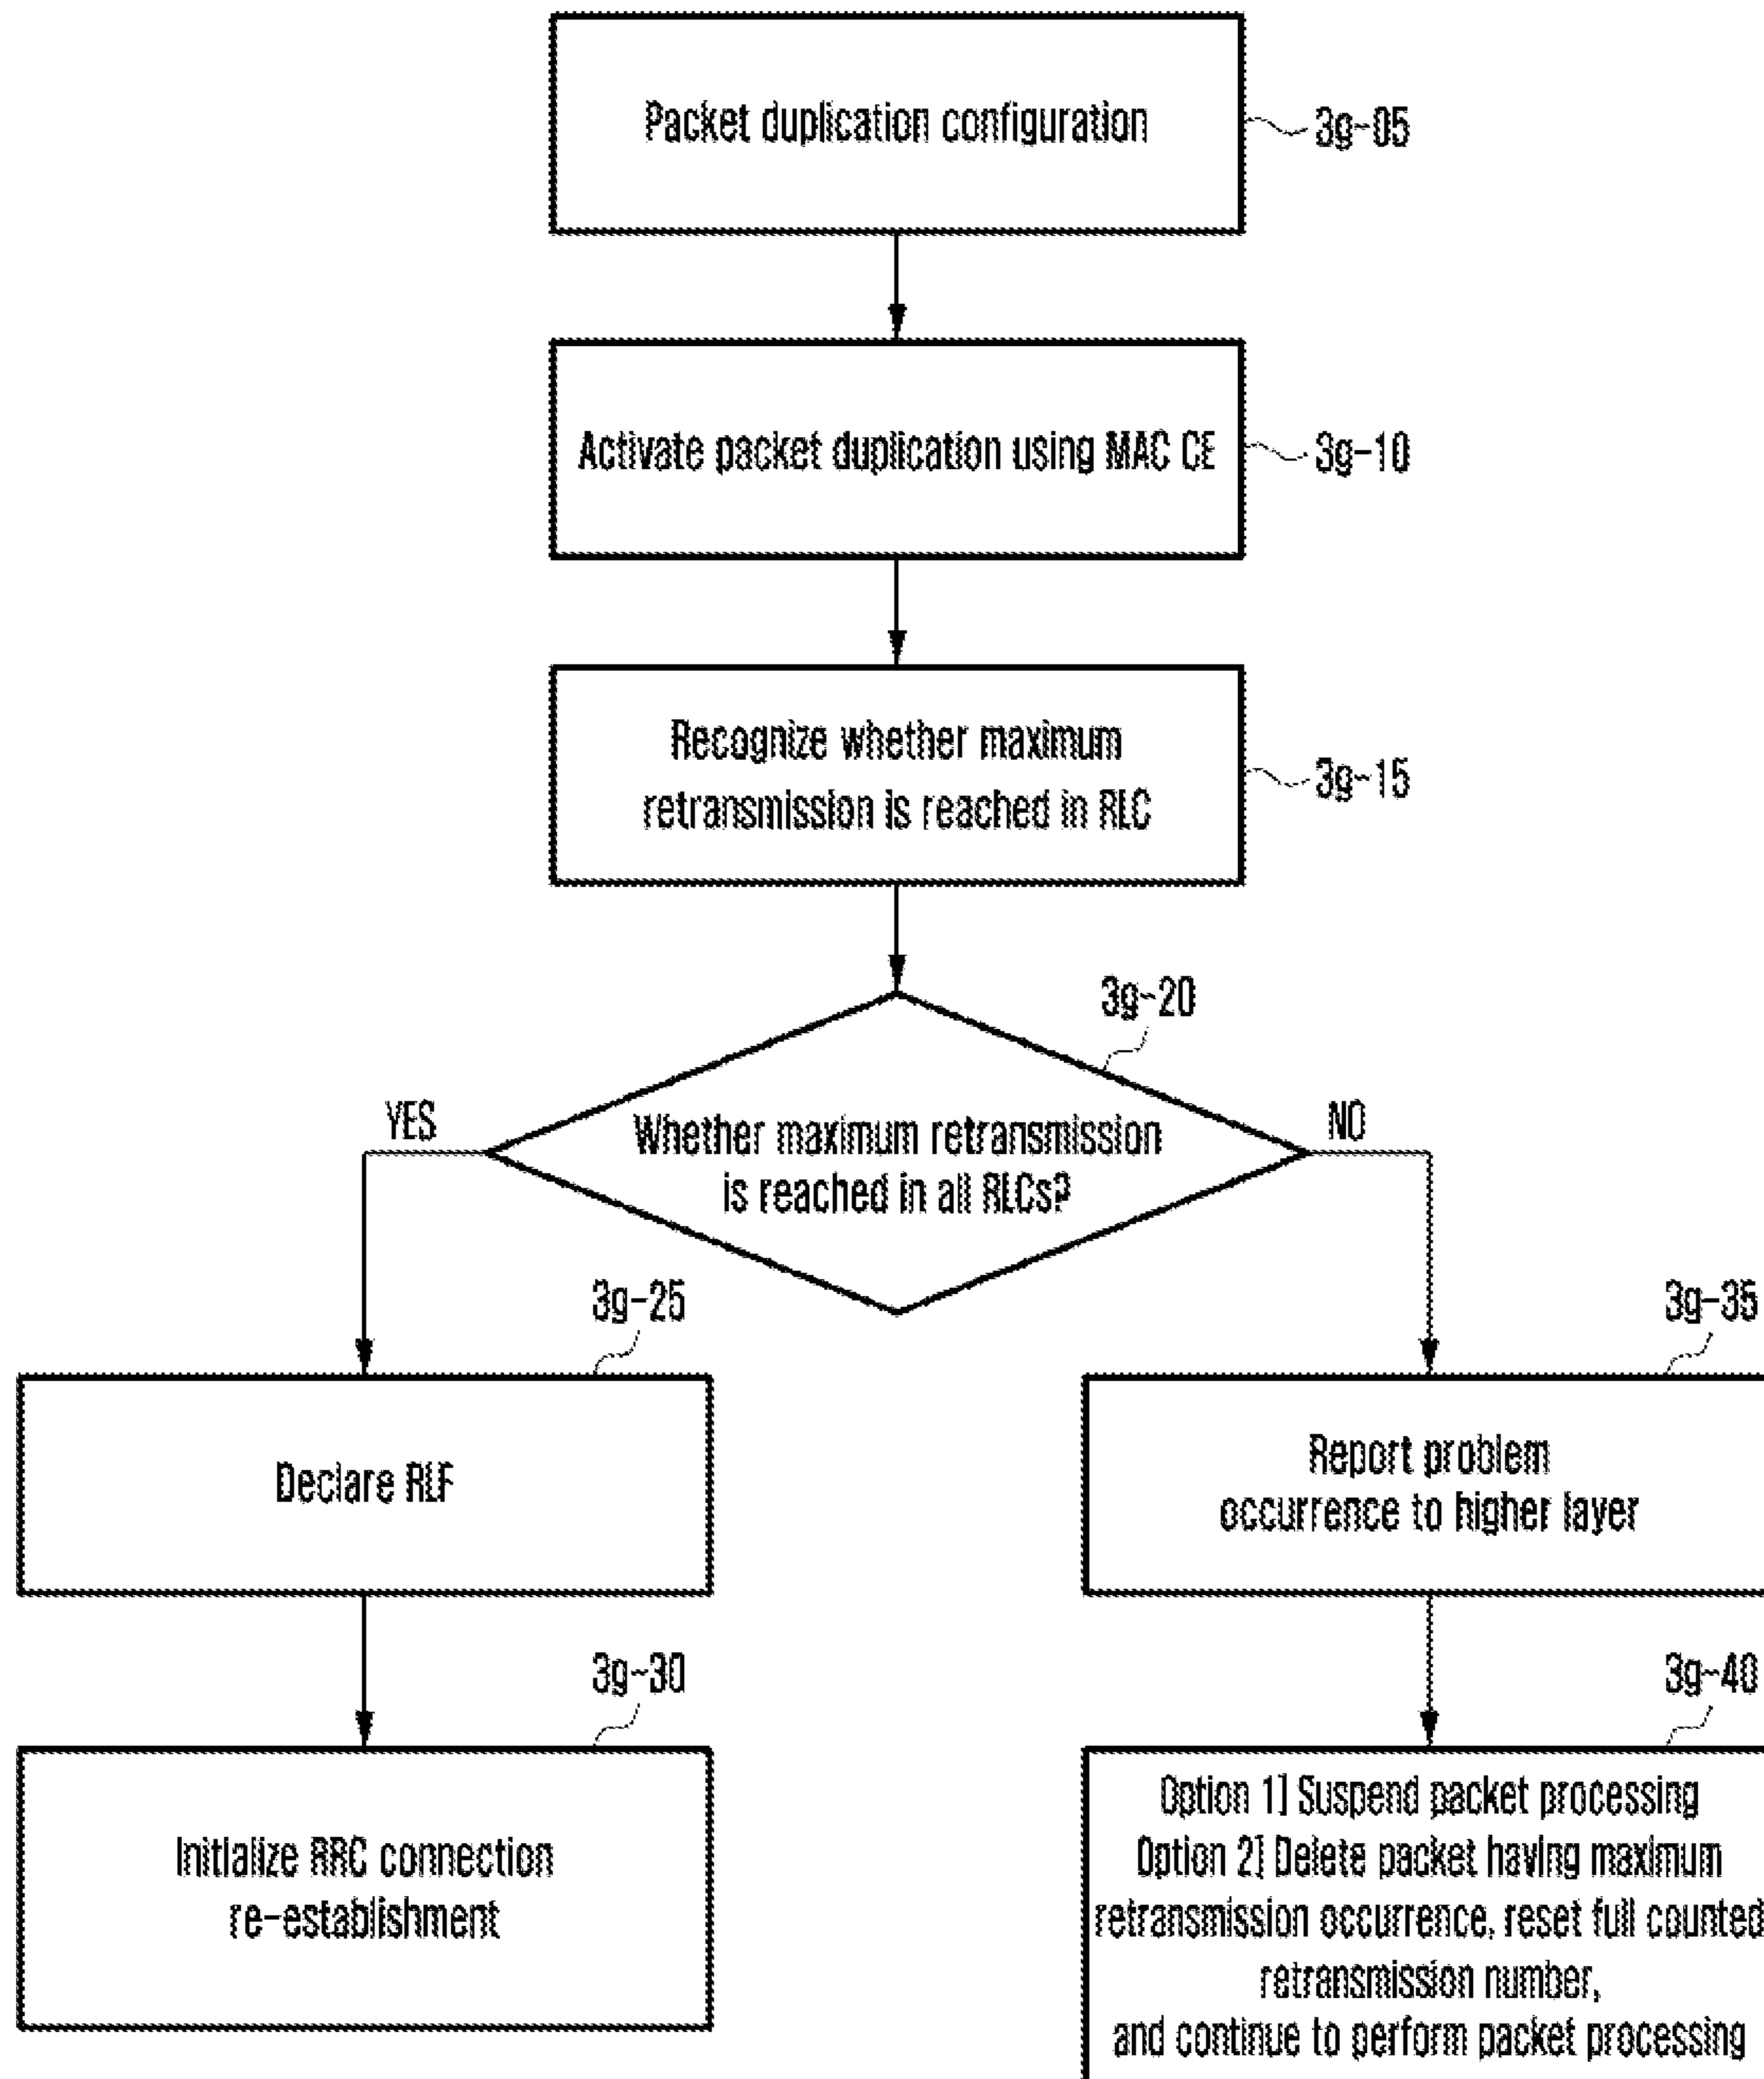 Packet duplication configuration
3g-05
Activate packet duplication using MAC CE
3g-10
Recognize whether maximum
retransmission is reached in RLC
3g-15
3g-20
YES
NO
Whether maximum retransmission
is reached in all RLCs?
3g-25
3g-35
Declare RLF
Report problem
occurrence to higher layer
3g-30
3g-40
Initialize RRC connection
re-establishment
Option 1] Suspend packet processing
Option 2] Delete packet having maximum
retransmission occurrence, reset full counted
retransmission number,
and continue to perform packet processing